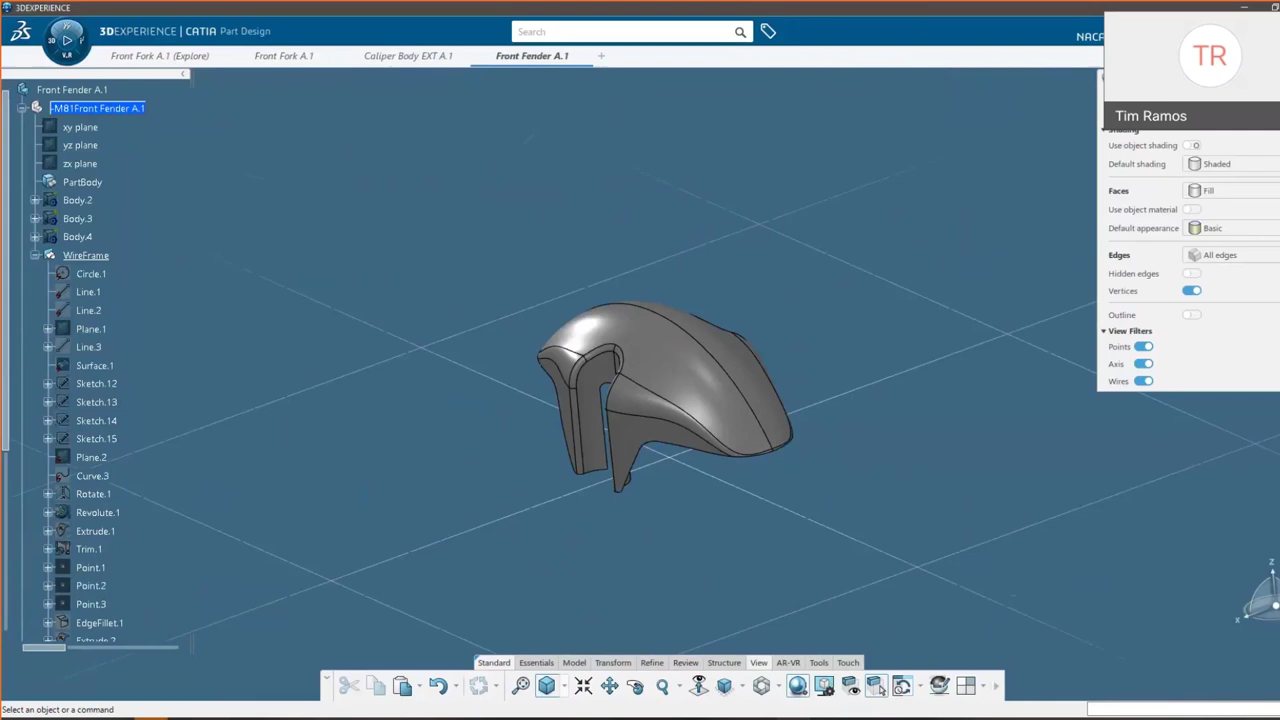 3DEXPERIENCE
3DEXPERIENCE | CATIA Part Design
Search
NACA
3D
V.R
Front Fork A.1 (Explore)
Front Fork A.1
Caliper Body EXT A.1
Front Fender A.1
TR
Tim Ramos
Front Fender A.1
-M81Front Fender A.1
xy plane
yz plane
zx plane
PartBody
Body.2
Body.3
Body.4
WireFrame
Circle.1
Line.1
Line.2
Plane.1
Line.3
Surface.1
Sketch.12
Sketch.13
Sketch.14
Sketch.15
Plane.2
Curve.3
Rotate.1
Revolute.1
Extrude.1
Trim.1
Point.1
Point.2
Point.3
EdgeFillet.1
Extrude.2
Shading
Use object shading
Default shading
Shaded
Faces
Fill
Use object material
Default appearance
Basic
Edges
All edges
Hidden edges
Vertices
Outline
View Filters
Points
Axis
Wires
Z
X
Standard
Essentials
Model
Transform
Refine
Review
Structure
View
AR-VR
Tools
Touch
Select an object or a command